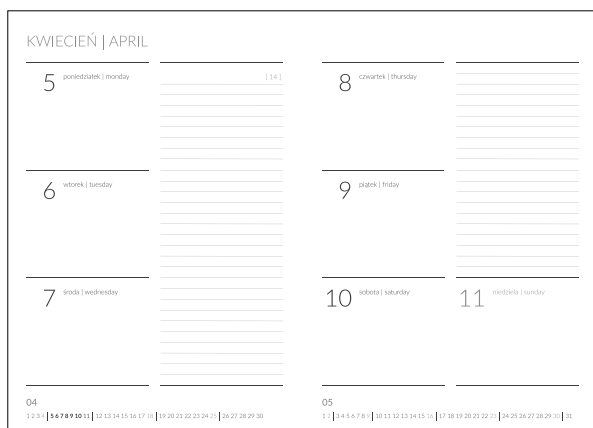 KWIECIEŃ | APRIL
5 poniedziałek | monday
[ 14 ]
6 wtorek | tuesday
7 środa | wednesday
8 czwartek | thursday
9 piątek | friday
10 sobota | saturday
11 niedziela | sunday
04
1 2 3 4 | 5 6 7 8 9 10 11 | 12 13 14 15 16 17 18 | 19 20 21 22 23 24 25 | 26 27 28 29 30
05
1 2 | 3 4 5 6 7 8 9 | 10 11 12 13 14 15 16 | 17 18 19 20 21 22 23 | 24 25 26 27 28 29 30 | 31